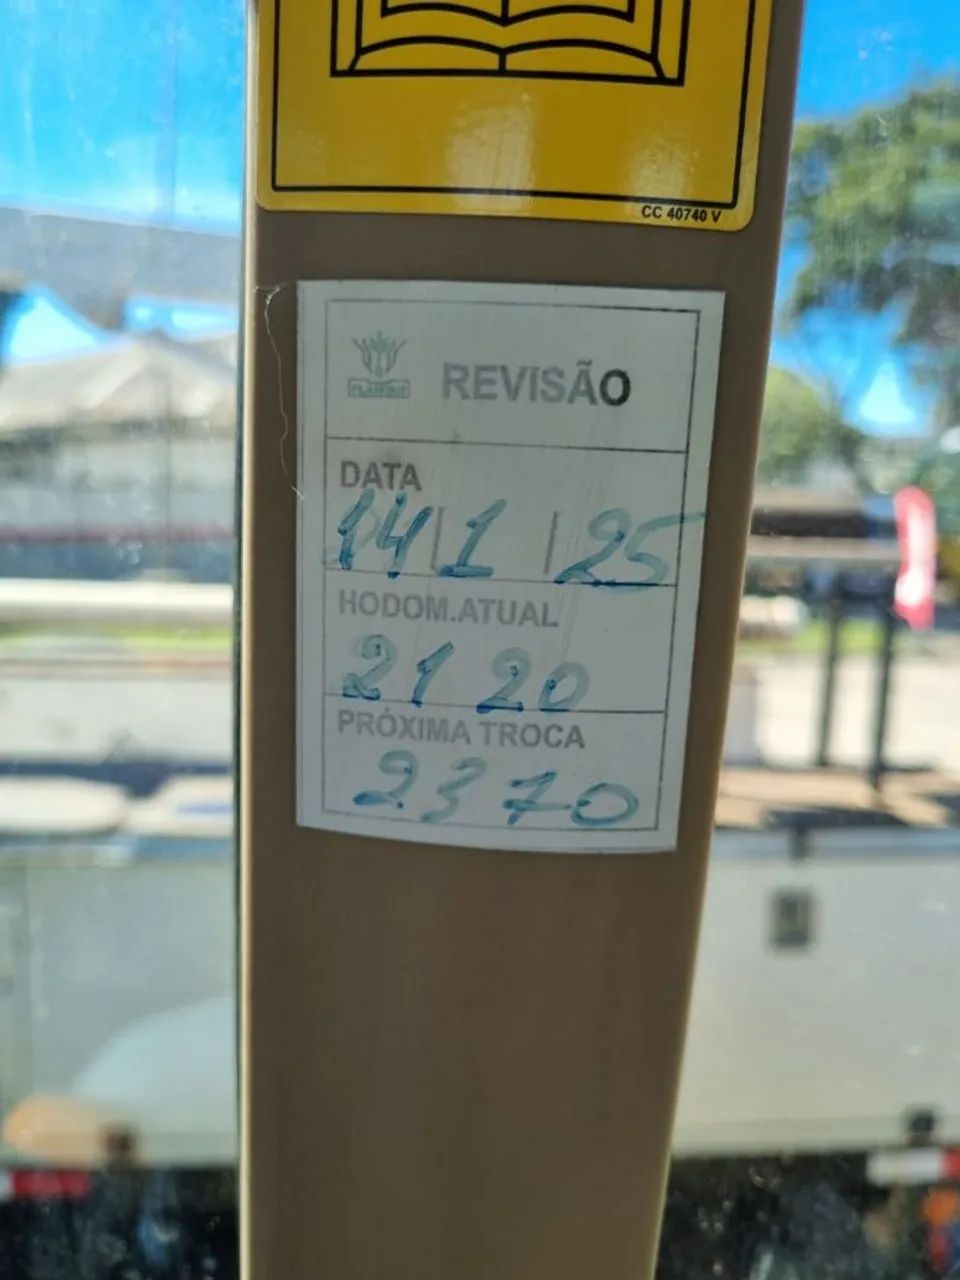 CC 40740 V
REVISÃO
DATA
14/1/25
HODOM.ATUAL
2120
PRÓXIMA TROCA
2370